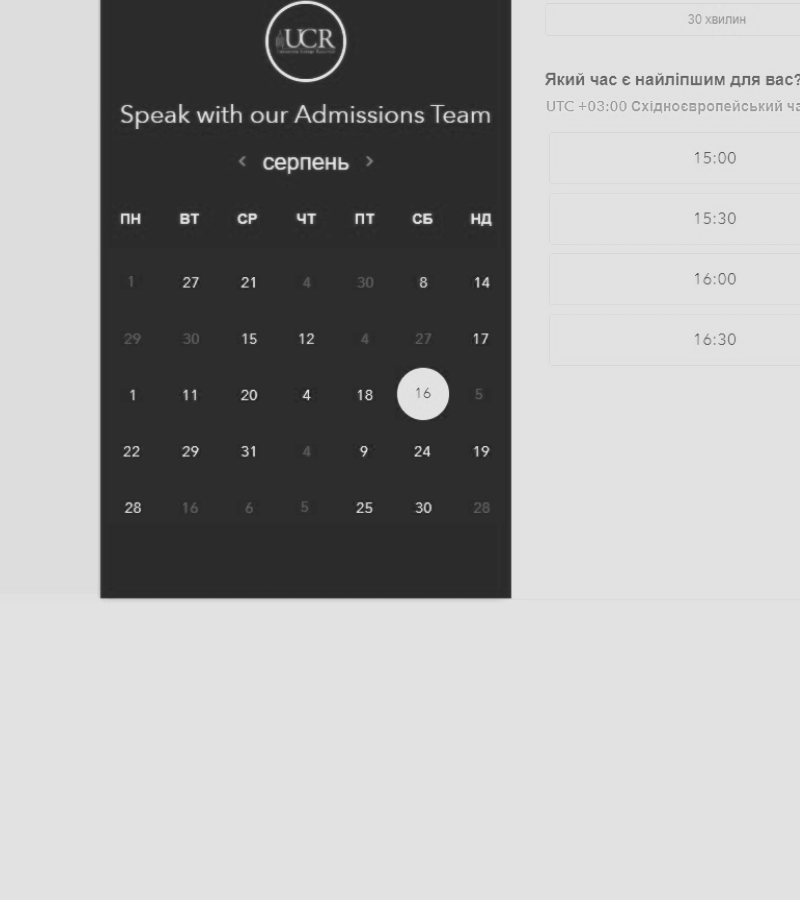 UCR
Speak with our Admissions Team
серпень
ПН ВТ СР ЧТ ПТ СБ НД
1 27 21 4 30 8 14
29 30 15 12 4 27 17
1 11 20 4 18 16 5
22 29 31 4 9 24 19
28 16 6 5 25 30 28
30 хвилин
Який час є найліпшим для вас?
UTC +03:00 Східноєвропейський ча
15:00
15:30
16:00
16:30